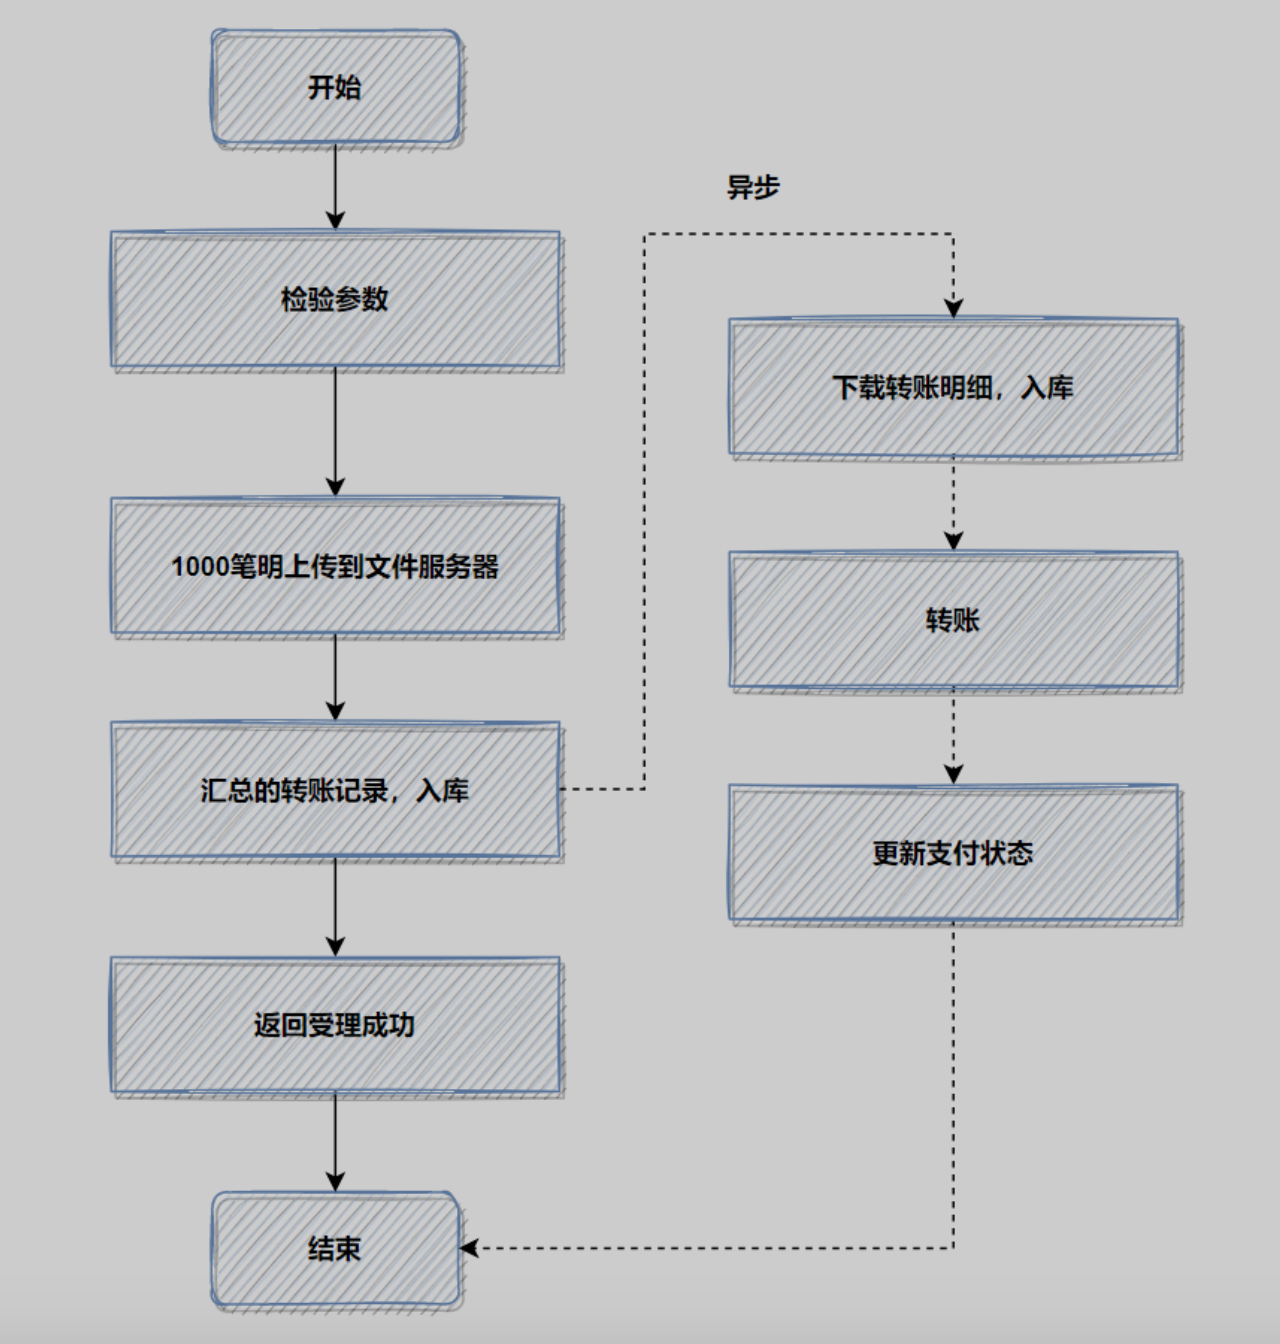 开始
检验参数
1000笔明上传到文件服务器
汇总的转账记录，入库
返回受理成功
结束
异步
下载转账明细，入库
转账
更新支付状态